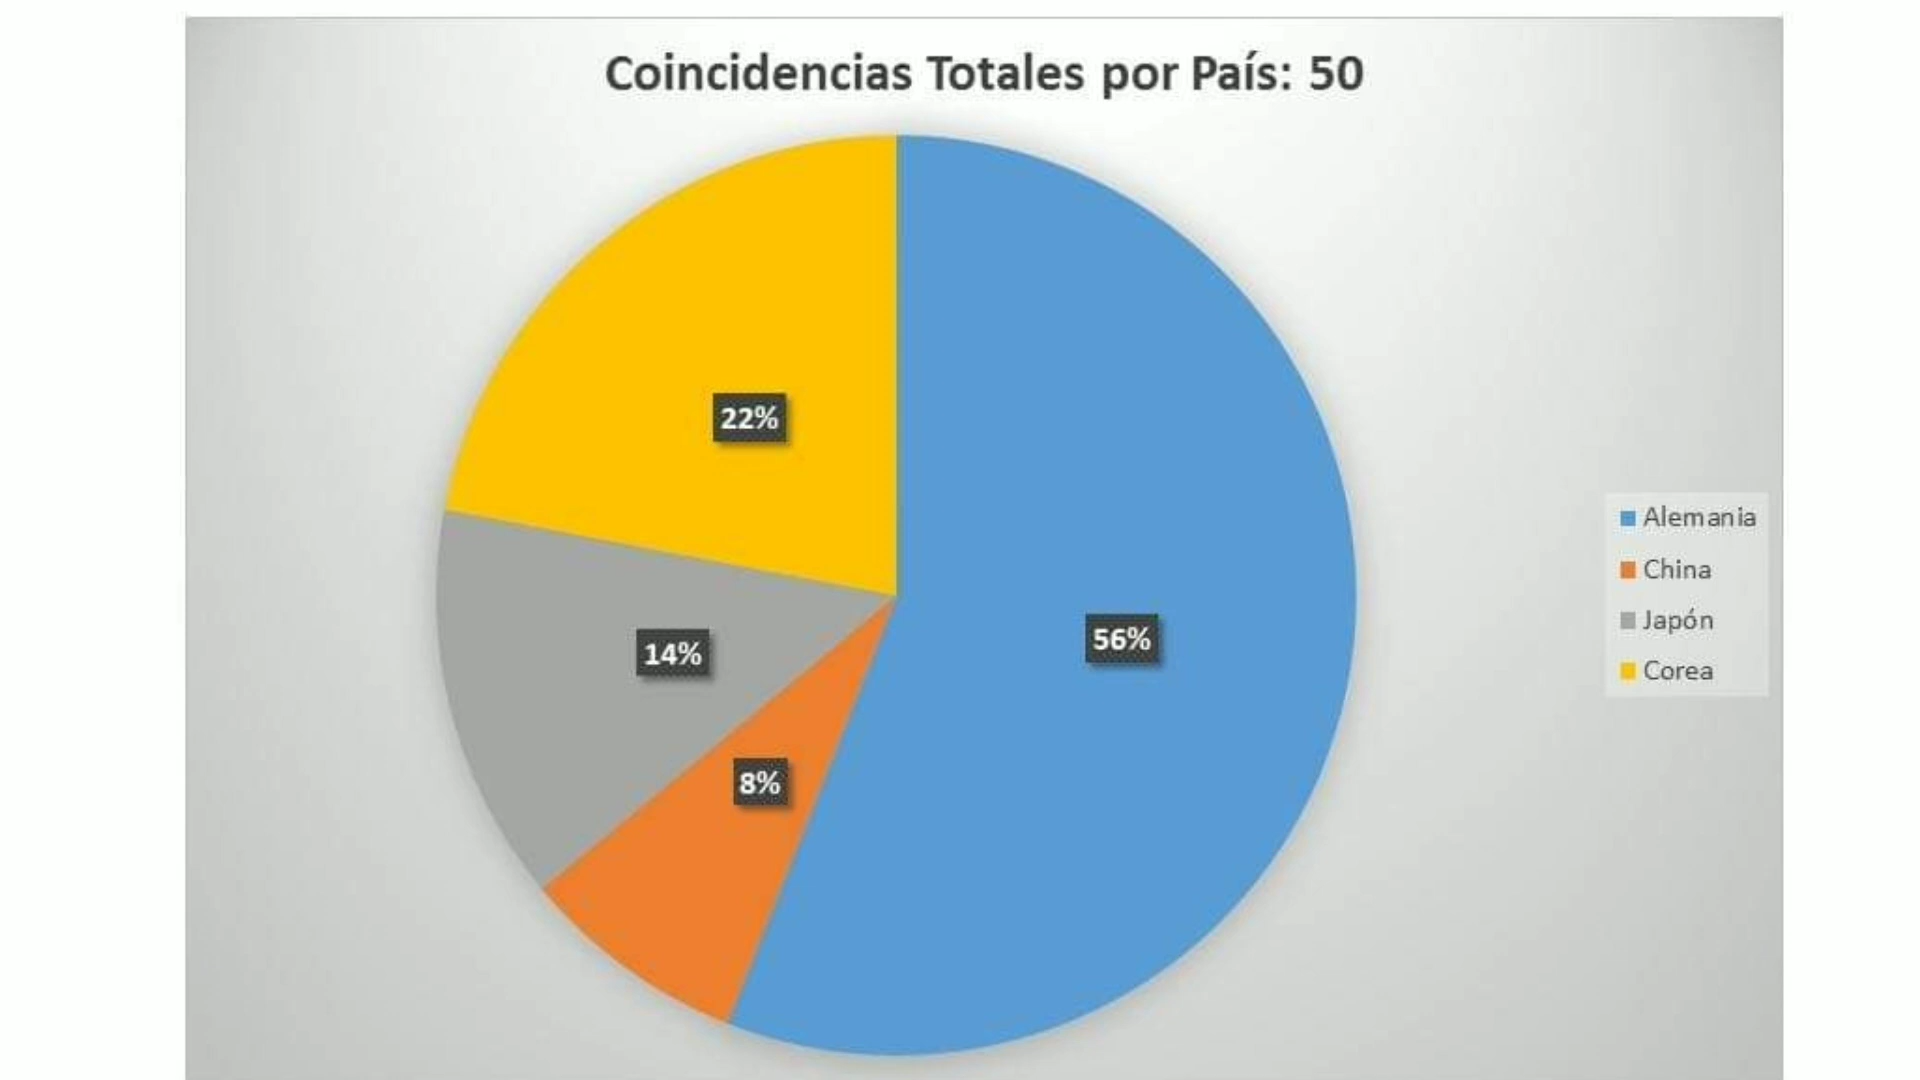 Coincidencias Totales por País: 50
22%
56%
14%
8%
Alemania
China
Japón
Corea